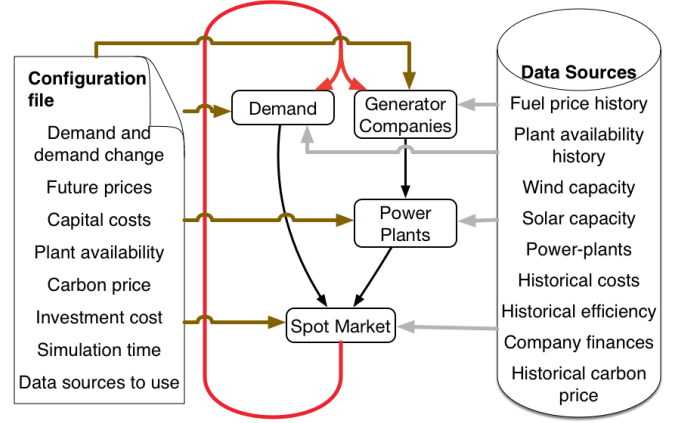 Configuration
file
Demand and
demand change
Future prices
Capital costs
Plant availability
Carbon price
Investment cost
Simulation time
Data sources to use
Demand
Generator
Companies
Power
Plants
Spot Market
Data Sources
Fuel price history
Plant availability
history
Wind capacity
Solar capacity
Power-plants
Historical costs
Historical efficiency
Company finances
Historical carbon
price